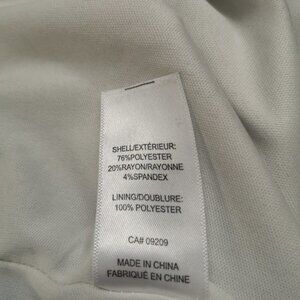 SHELL/EXTÉRIEUR:
76%POLYESTER
20%RAYON/RAYONNE
4%SPANDEX
LINING/DOUBLURE:
100% POLYESTER
CA# 09209
MADE IN CHINA
FABRIQUÉ EN CHINE